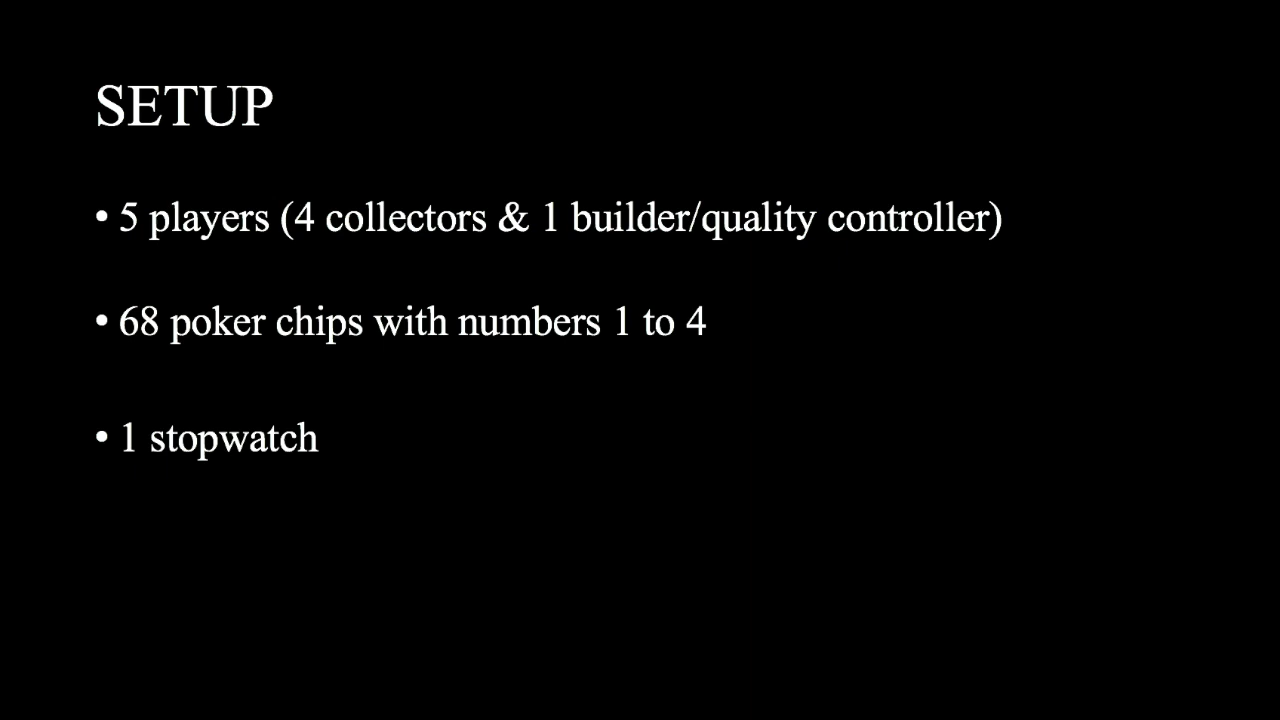 SETUP
• 5 players (4 collectors & 1 builder/quality controller)
• 68 poker chips with numbers 1 to 4
• 1 stopwatch